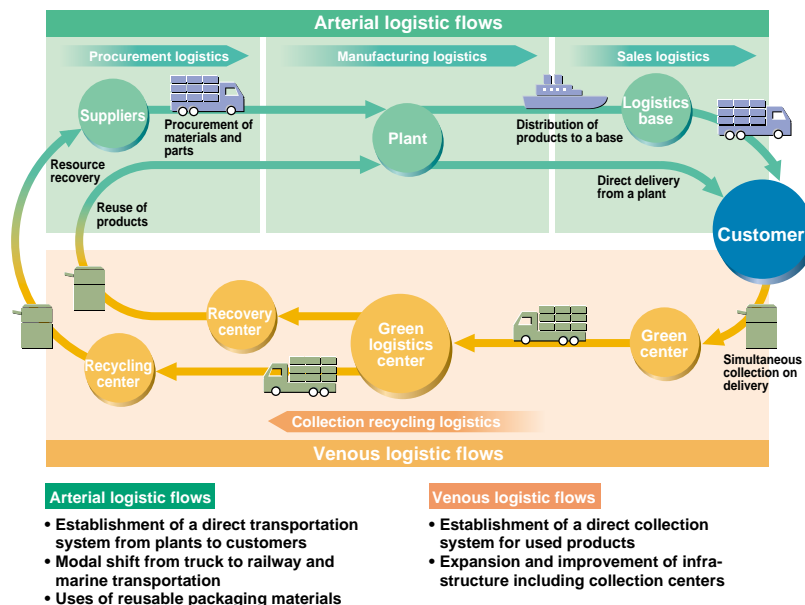 Arterial logistic flows
Procurement logistics
Manufacturing logistics
Sales logistics
Suppliers
Procurement of
materials and
parts
Plant
Distribution of
products to a base
Logistics
base
Resource
recovery
Reuse of
products
Direct delivery
from a plant
Customer
Recovery
center
Green
logistics
center
Green
center
Simultaneous
collection on
delivery
Recycling
center
Collection recycling logistics
Venous logistic flows
Arterial logistic flows
• Establishment of a direct transportation
system from plants to customers
• Modal shift from truck to railway and
marine transportation
• Uses of reusable packaging materials
Venous logistic flows
• Establishment of a direct collection
system for used products
• Expansion and improvement of infra-
structure including collection centers